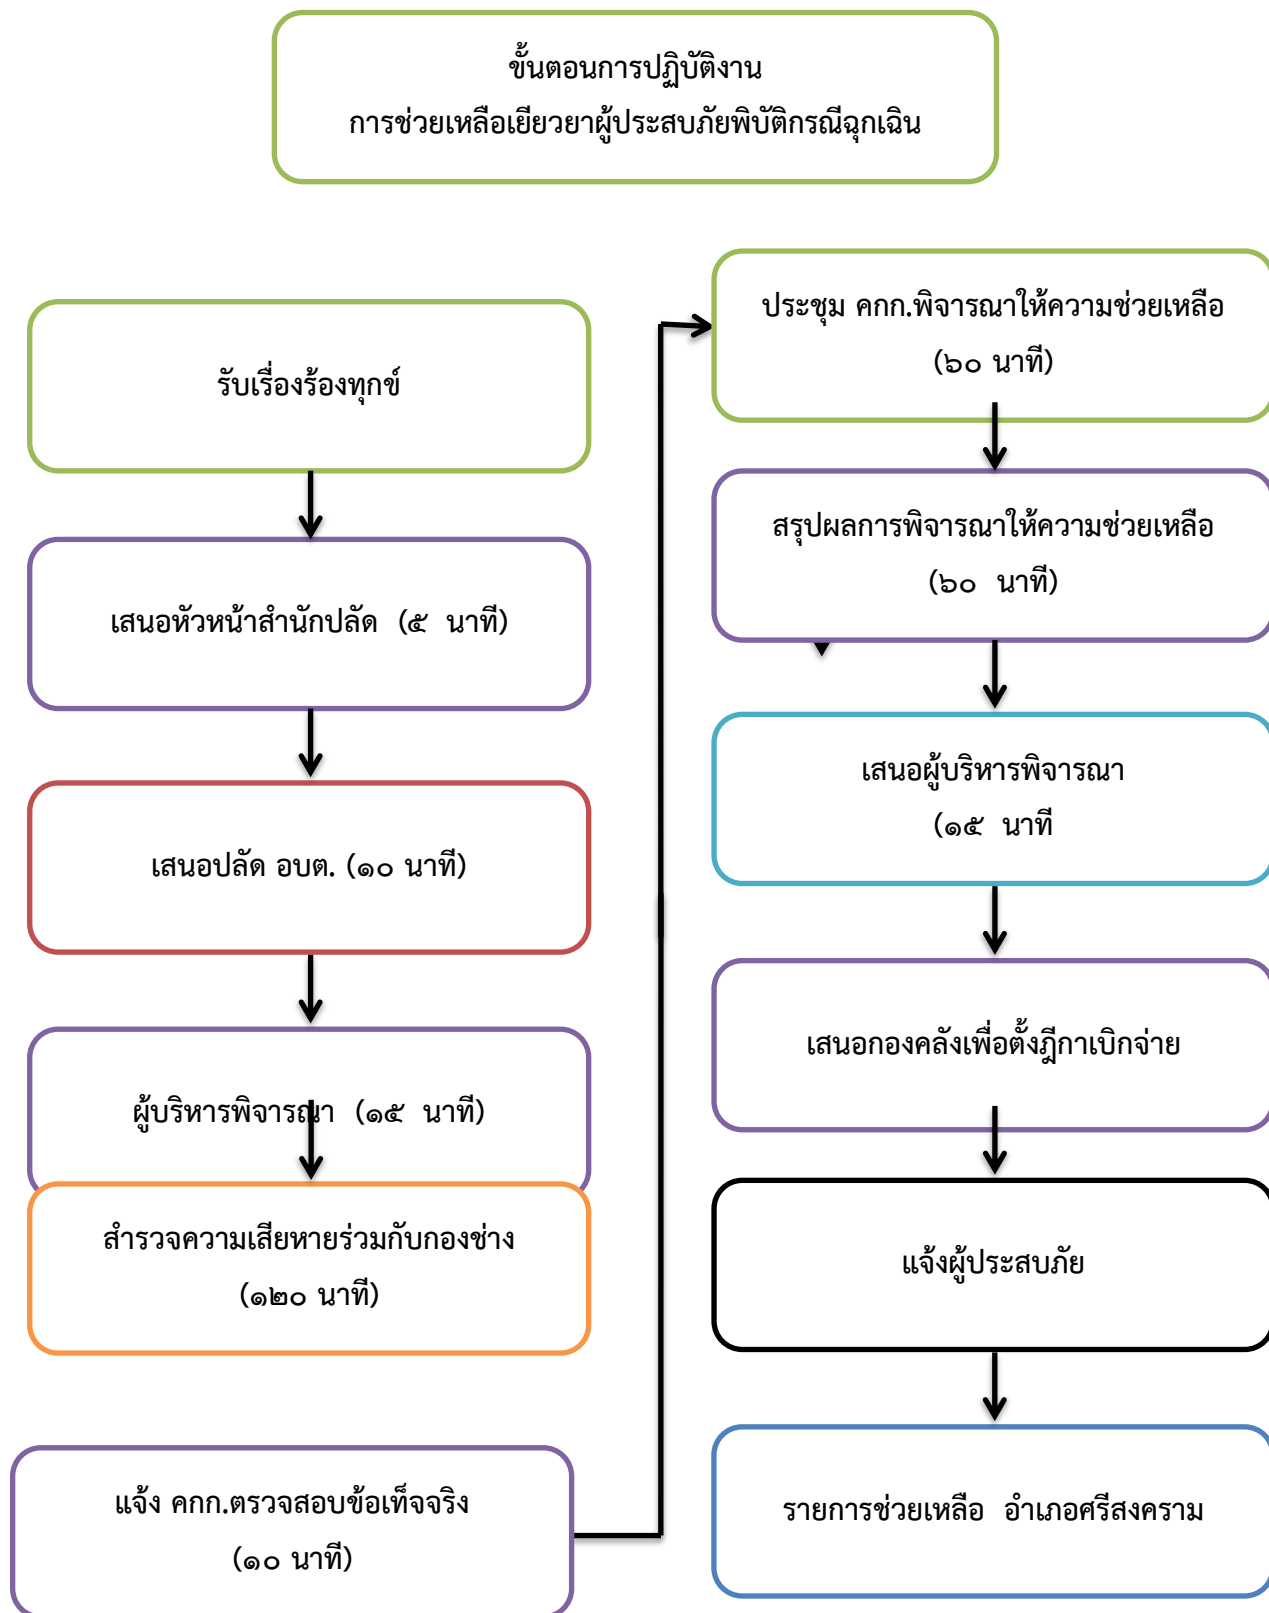 ขั้นตอนการปฏิบัติงาน
การช่วยเหลือเยียวยาผู้ประสบภัยพิบัติกรณีฉุกเฉิน
รับเรื่องร้องทุกข์
เสนอหัวหน้าสำนักปลัด (๕ นาที)
เสนอปลัด อบต. (๑๐ นาที)
ผู้บริหารพิจารณา (๑๕ นาที)
สำรวจความเสียหายร่วมกับกองช่าง
(๑๒๐ นาที)
แจ้ง คกก.ตรวจสอบข้อเท็จจริง
(๑๐ นาที)
ประชุม คกก.พิจารณาให้ความช่วยเหลือ
(๖๐ นาที)
สรุปผลการพิจารณาให้ความช่วยเหลือ
(๖๐ นาที)
เสนอผู้บริหารพิจารณา
(๑๕ นาที
เสนอกองคลังเพื่อตั้งฎีกาเบิกจ่าย
แจ้งผู้ประสบภัย
รายการช่วยเหลือ อำเภอศรีสงคราม